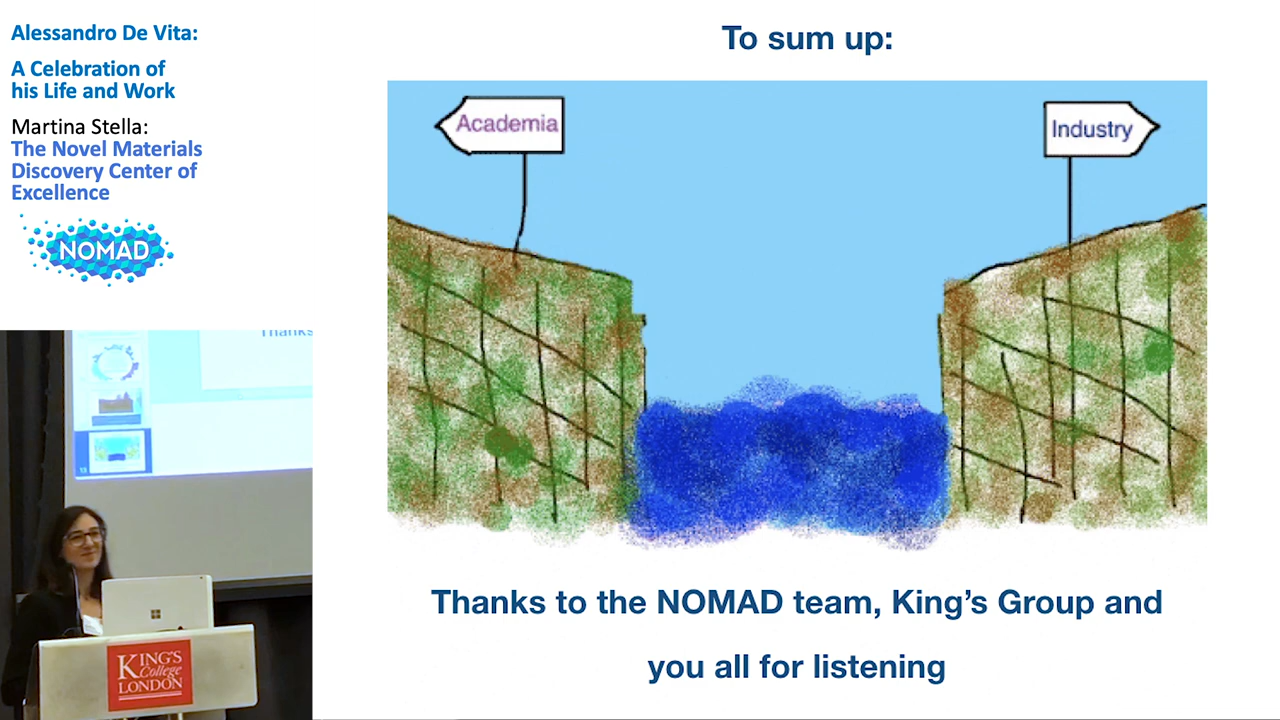 Alessandro De Vita:
A Celebration of
his Life and Work
Martina Stella:
The Novel Materials
Discovery Center of
Excellence
NOMAD
To sum up:
Academia
Industry
Thanks to the NOMAD team, King's Group and
you all for listening
Thanks
KING'S
College
LONDON